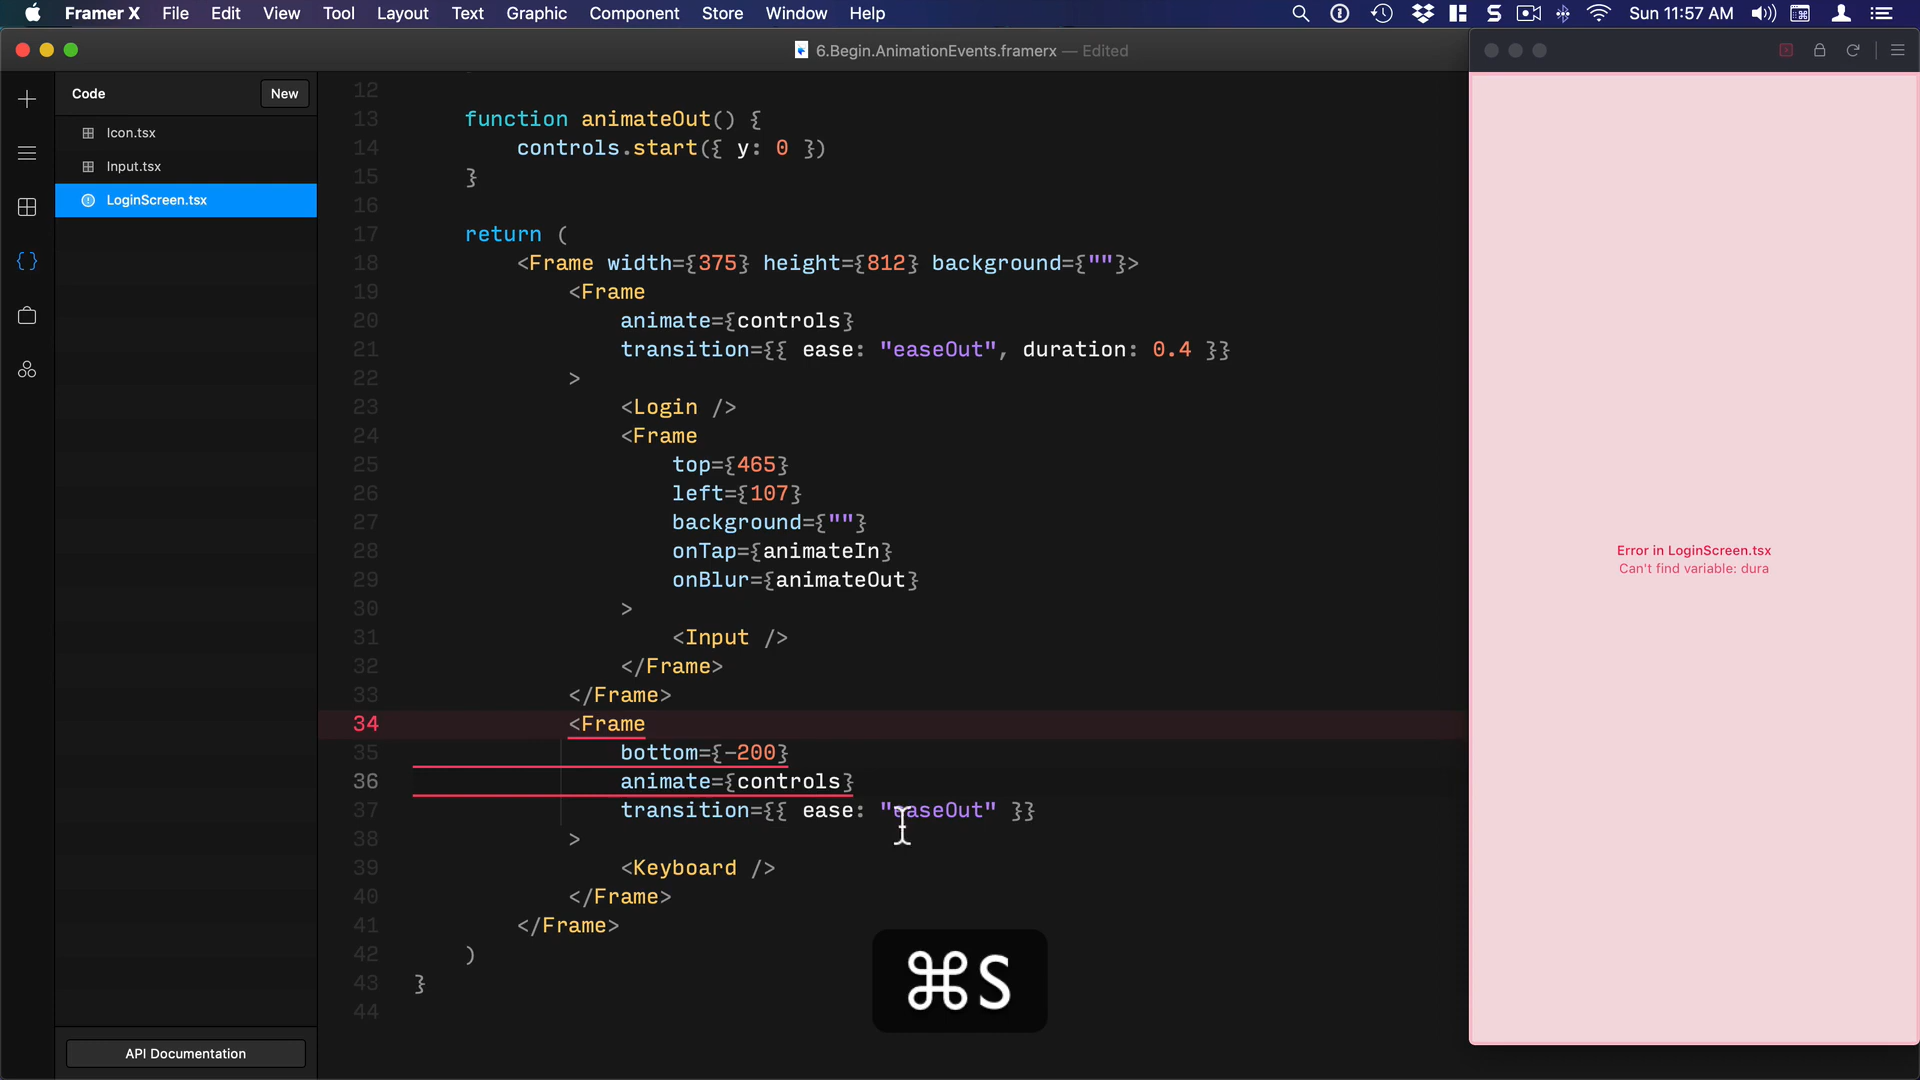 Framer X File Edit View Tool Layout Text Graphic Component Store Window Help Sun 11:57 AM
6.Begin.AnimationEvents.framerx — Edited
Code New
Icon.tsx
Input.tsx
LoginScreen.tsx
API Documentation
12
13 function animateOut() {
14 controls.start({ y: 0 })
15 }
16
17 return (
18 <Frame width={375} height={812} background={""}>
19 <Frame
20 animate={controls}
21 transition={{ ease: "easeOut", duration: 0.4 }}
22 >
23 <Login />
24 <Frame
25 top={465}
26 left={107}
27 background={""}
28 onTap={animateIn}
29 onBlur={animateOut}
30 >
31 <Input />
32 </Frame>
33 </Frame>
34 <Frame
35 bottom={-200}
36 animate={controls}
37 transition={{ ease: "easeOut" }}
38 >
39 <Keyboard />
40 </Frame>
41 </Frame>
42 )
43 }
44
⌘S
Error in LoginScreen.tsx
Can't find variable: dura